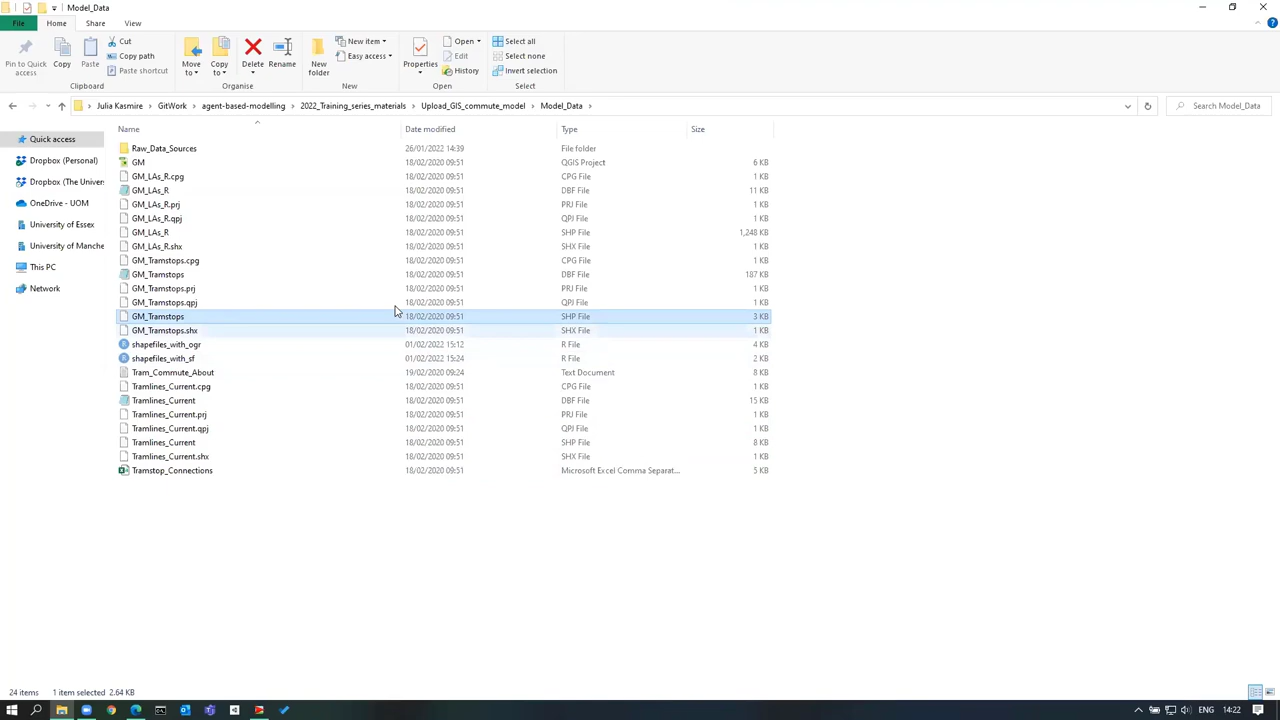 Model_Data
File Home Share View
Pin to Quick access
Copy
Paste
Cut
Copy path
Paste shortcut
Clipboard
Move to
Copy to
Delete
Rename
Organise
New folder
New item
Easy access
New
Properties
Open
Edit
History
Open
Select all
Select none
Invert selection
Select
Julia Kasmire > GitWork > agent-based-modelling > 2022_Training_series_materials > Upload_GIS_commute_model > Model_Data >
Search Model_Data
Quick access
Dropbox (Personal)
Dropbox (The Univer
OneDrive - UOM
University of Essex
University of Manche
This PC
Network
Name Date modified Type Size
Raw_Data_Sources 26/01/2022 14:39 File folder
GM 18/02/2020 09:51 QGIS Project 6 KB
GM_LAs_R.cpg 18/02/2020 09:51 CPG File 1 KB
GM_LAs_R 18/02/2020 09:51 DBF File 11 KB
GM_LAs_R.prj 18/02/2020 09:51 PRJ File 1 KB
GM_LAs_R.qpj 18/02/2020 09:51 QPJ File 1 KB
GM_LAs_R 18/02/2020 09:51 SHP File 1,248 KB
GM_LAs_R.shx 18/02/2020 09:51 SHX File 1 KB
GM_Tramstops.cpg 18/02/2020 09:51 CPG File 1 KB
GM_Tramstops 18/02/2020 09:51 DBF File 187 KB
GM_Tramstops.prj 18/02/2020 09:51 PRJ File 1 KB
GM_Tramstops.qpj 18/02/2020 09:51 QPJ File 1 KB
GM_Tramstops 18/02/2020 09:51 SHP File 3 KB
GM_Tramstops.shx 18/02/2020 09:51 SHX File 1 KB
shapefiles_with_ogr 01/02/2022 15:12 R File 4 KB
shapefiles_with_sf 01/02/2022 15:24 R File 2 KB
Tram_Commute_About 19/02/2020 09:24 Text Document 8 KB
Tramlines_Current.cpg 18/02/2020 09:51 CPG File 1 KB
Tramlines_Current 18/02/2020 09:51 DBF File 15 KB
Tramlines_Current.prj 18/02/2020 09:51 PRJ File 1 KB
Tramlines_Current.qpj 18/02/2020 09:51 QPJ File 1 KB
Tramlines_Current 18/02/2020 09:51 SHP File 8 KB
Tramlines_Current.shx 18/02/2020 09:51 SHX File 1 KB
Tramstop_Connections 18/02/2020 09:51 Microsoft Excel Comma Separat... 5 KB
24 items 1 item selected 2.64 KB
ENG 14:22